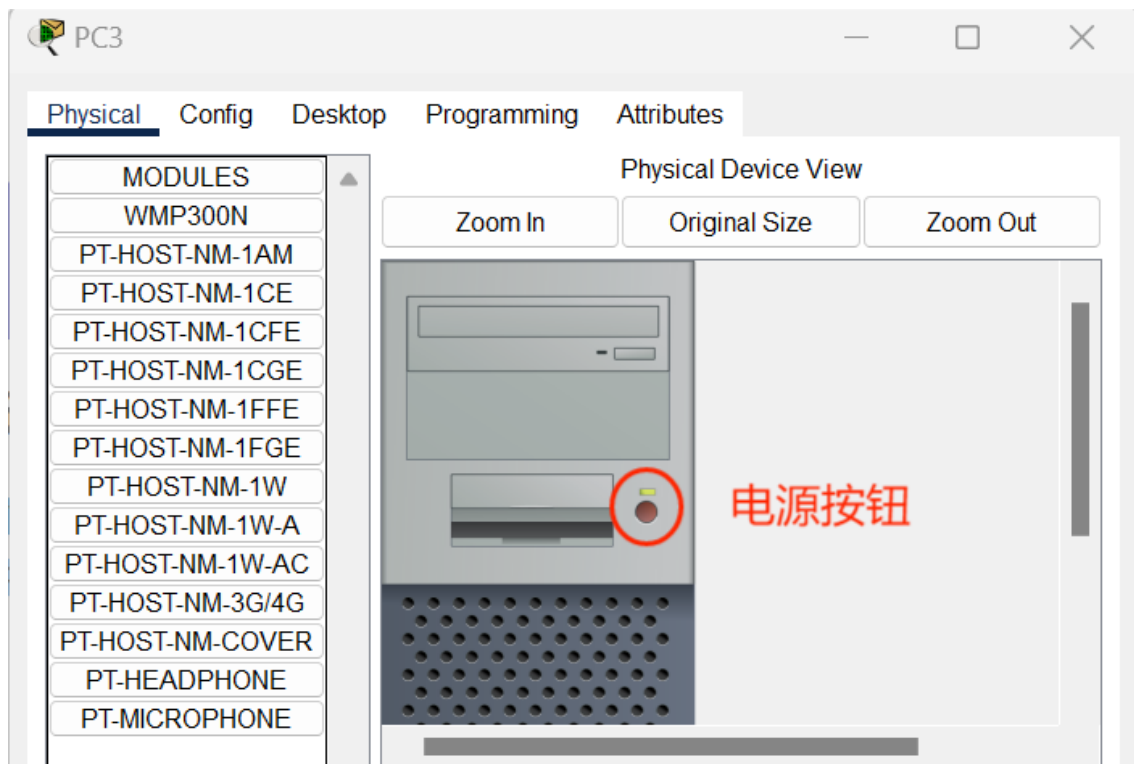 PC3
Physical Config Desktop Programming Attributes
MODULES
WMP300N
PT-HOST-NM-1AM
PT-HOST-NM-1CE
PT-HOST-NM-1CFE
PT-HOST-NM-1CGE
PT-HOST-NM-1FFE
PT-HOST-NM-1FGE
PT-HOST-NM-1W
PT-HOST-NM-1W-A
PT-HOST-NM-1W-AC
PT-HOST-NM-3G/4G
PT-HOST-NM-COVER
PT-HEADPHONE
PT-MICROPHONE
Physical Device View
Zoom In Original Size Zoom Out
电源按钮